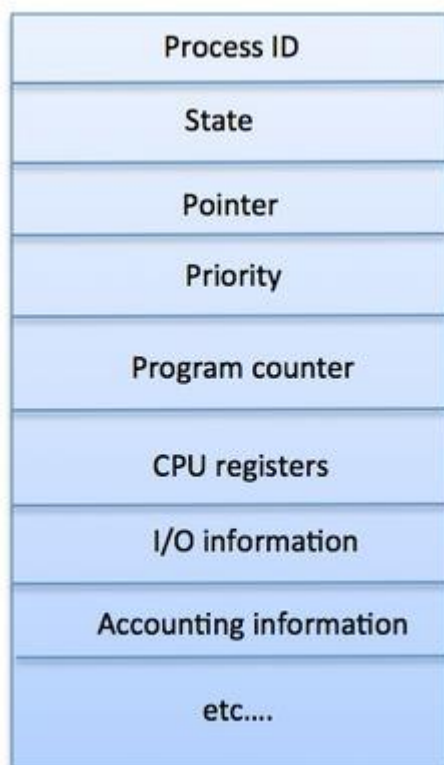 Process ID
State
Pointer
Priority
Program counter
CPU registers
I/O information
Accounting information
etc....